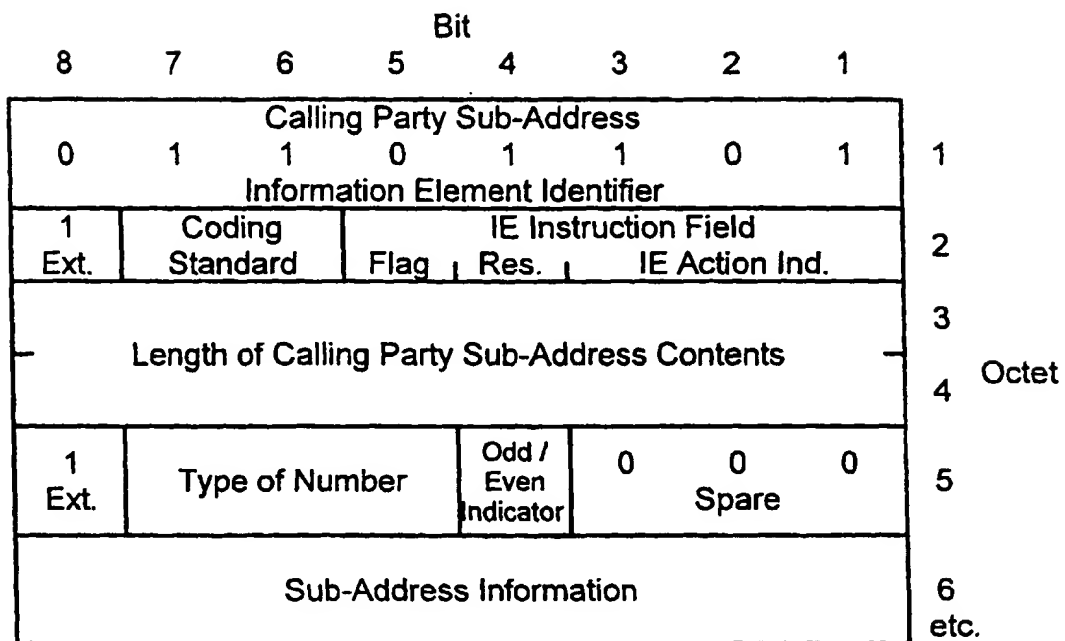 Bit
8 7 6 5 4 3 2 1
Calling Party Sub-Address
0 1 1 0 1 1 0 1 1
Information Element Identifier
1 Coding IE Instruction Field
Ext. Standard Flag Res. IE Action Ind. 2
3
Length of Calling Party Sub-Address Contents
4 Octet
1 Type of Number Odd / 0 0 0
Ext. Even Spare 5
Indicator
Sub-Address Information 6
etc.